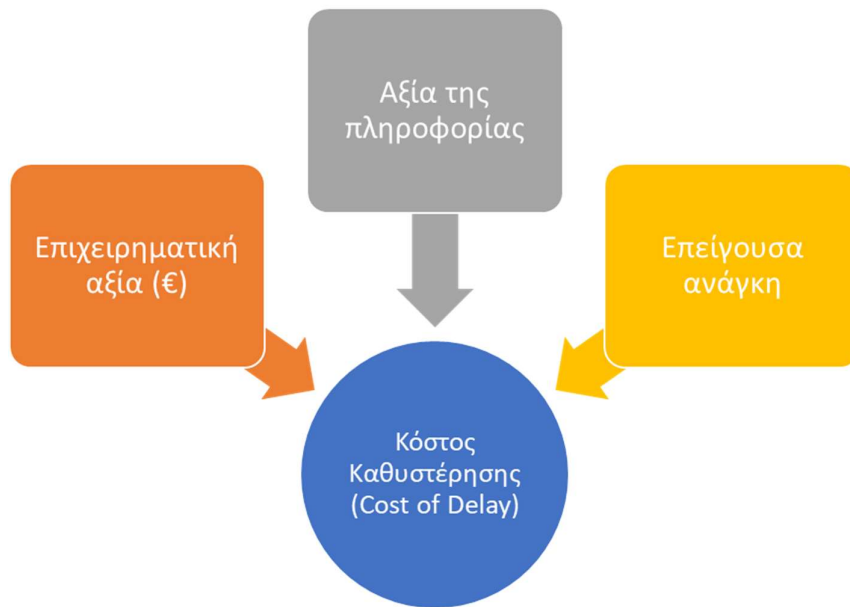 Αξία της
πληροφορίας
Επιχειρηματική
αξία (€)
Επείγουσα
ανάγκη
Κόστος
Καθυστέρησης
(Cost of Delay)